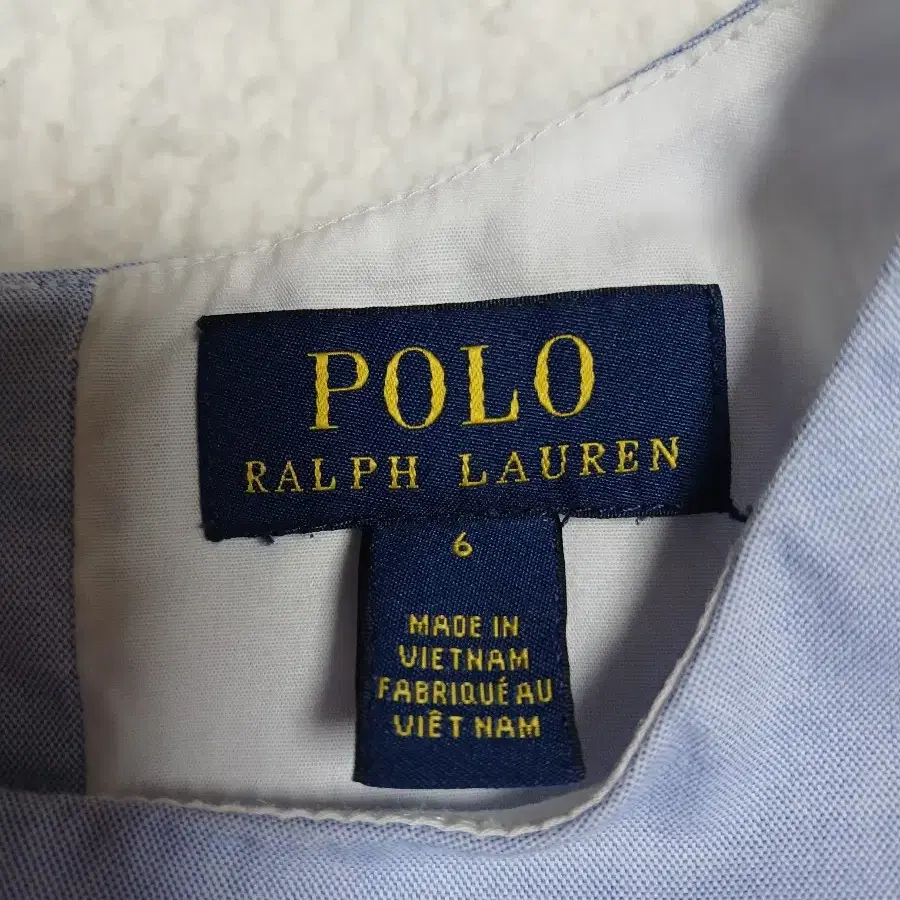 POLO
RALPH LAUREN
6
MADE IN
VIETNAM
FABRIQUÉ AU
VIÊT NAM